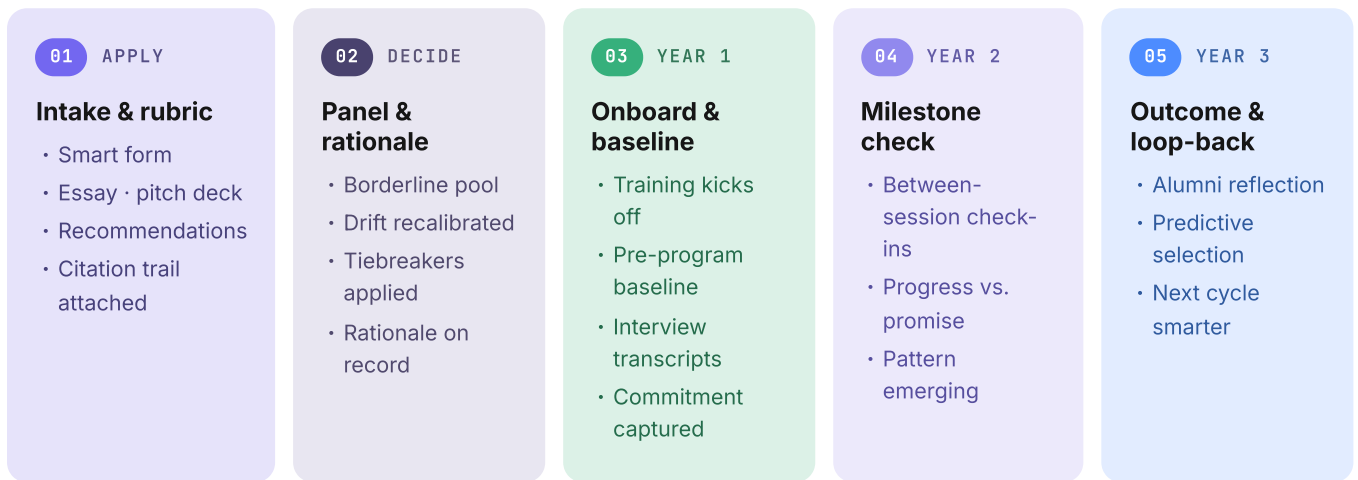 01 APPLY
Intake & rubric
· Smart form
· Essay · pitch deck
· Recommendations
· Citation trail
attached
02 DECIDE
Panel &
rationale
· Borderline pool
· Drift recalibrated
· Tiebreakers
applied
· Rationale on
record
03 YEAR 1
Onboard &
baseline
· Training kicks
off
· Pre-program
baseline
· Interview
transcripts
· Commitment
captured
04 YEAR 2
Milestone
check
· Between-
session check-
ins
· Progress vs.
promise
· Pattern
emerging
05 YEAR 3
Outcome &
loop-back
· Alumni reflection
· Predictive
selection
· Next cycle
smarter